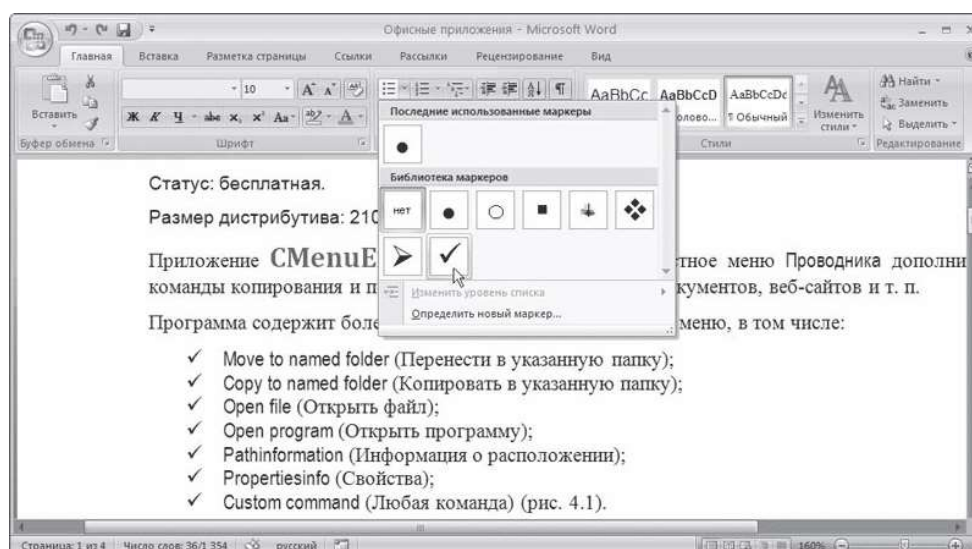 Офисные приложения - Microsoft Word
Главная Вставка Разметка страницы Ссылки Рассылки Рецензирование Вид
10
Ж К Ч abc x, x² Aa
Вставить
Буфер обмена
Шрифт
AaBbCc AaBbCcD AaBbCcDc
олово... ¶ Обычный
Изменить стили
Стили
Найти
Заменить
Выделить
Редактирование
Последние использованные маркеры
Библиотека маркеров
нет
Изменить уровень списка
Определить новый маркер...
Статус: бесплатная.
Размер дистрибутива: 210
Приложение CMenuE тное меню Проводника дополни
команды копирования и п кументов, веб-сайтов и т. п.
Программа содержит боле меню, в том числе:
✓ Move to named folder (Перенести в указанную папку);
✓ Copy to named folder (Копировать в указанную папку);
✓ Open file (Открыть файл);
✓ Open program (Открыть программу);
✓ Pathinformation (Информация о расположении);
✓ Propertiesinfo (Свойства);
✓ Custom command (Любая команда) (рис. 4.1).
Страница: 1 из 4 Число слов: 36/1 354 русский 160%